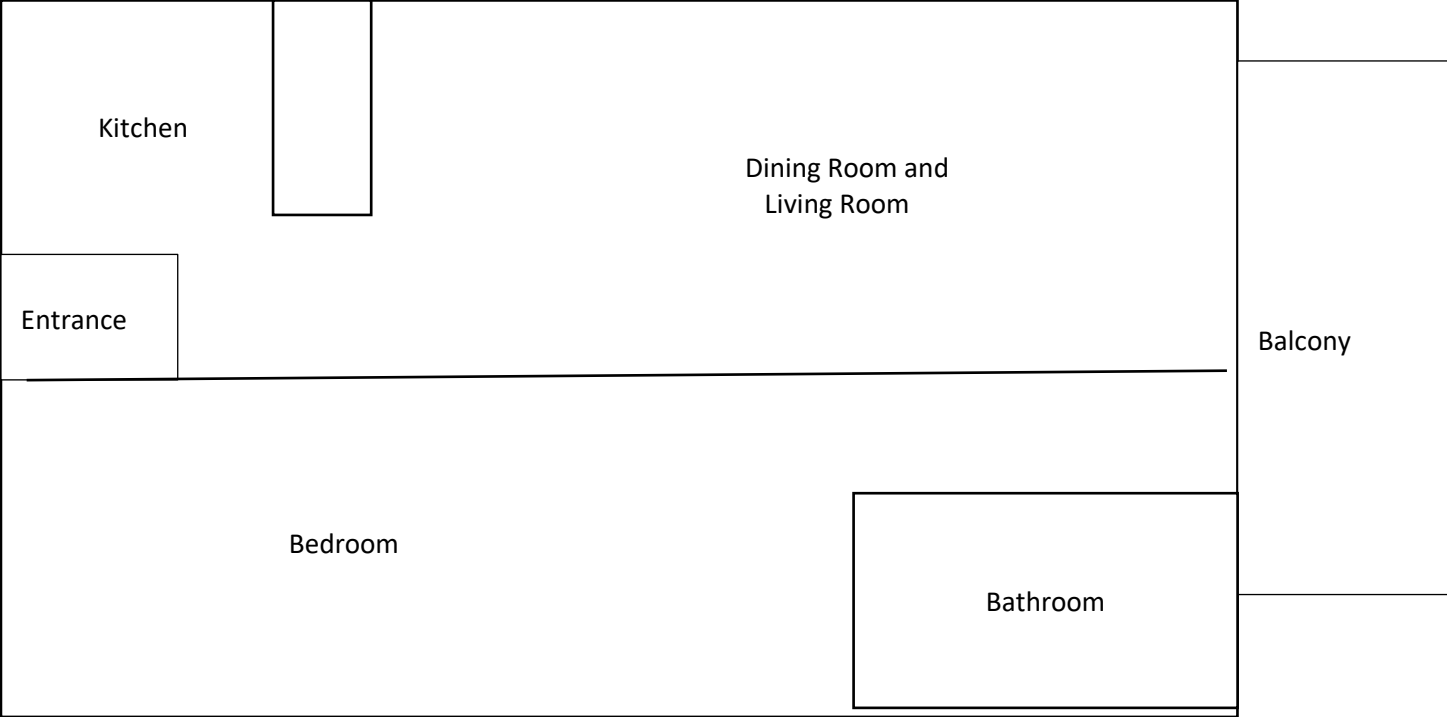 Kitchen
Dining Room and
Living Room
Entrance
Balcony
Bedroom
Bathroom